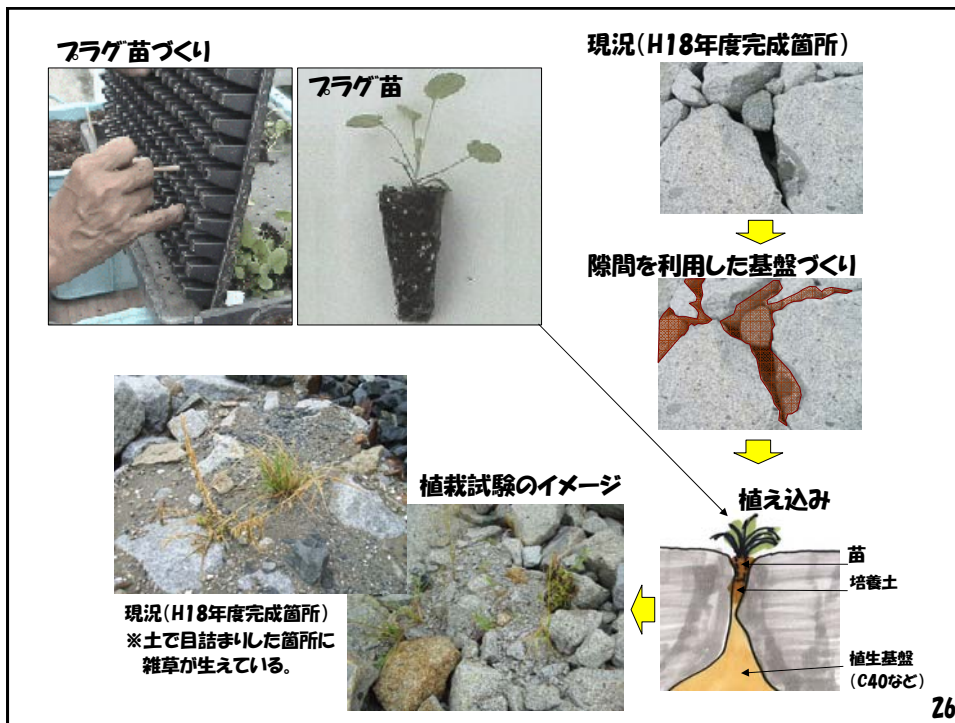 プラグ苗づくり
プラグ苗
現況(H18年度完成箇所)
隙間を利用した基盤づくり
植え込み
苗
培養土
植生基盤
(C40など)
植栽試験のイメージ
現況(H18年度完成箇所)
※土で目詰まりした箇所に
雑草が生えている。
26